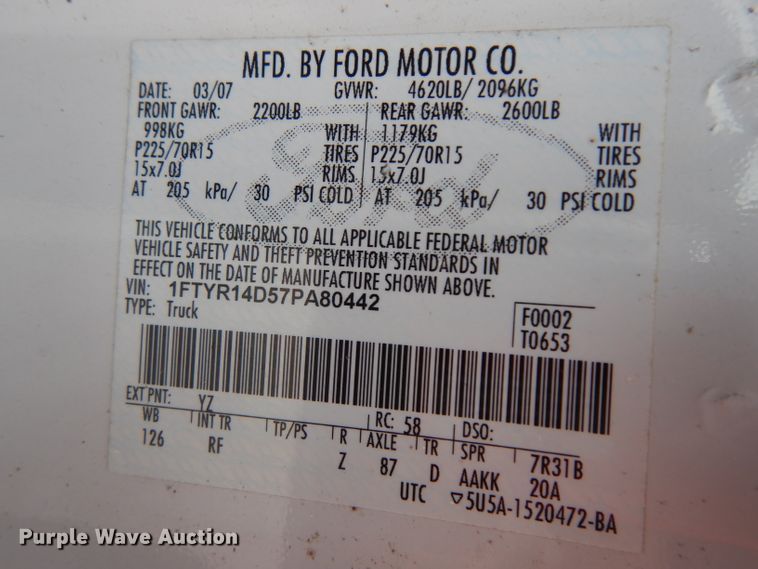 MFD. BY FORD MOTOR CO.
DATE: 03/07 GVWR: 4620LB/ 2096KG
FRONT GAWR: 2200LB REAR GAWR: 2600LB
998KG WITH 1179KG WITH
P225/70R15 TIRES P225/70R15 TIRES
15x7.0J RIMS 15x7.0J RIMS
AT 205 kPa/ 30 PSI COLD AT 205 kPa/ 30 PSI COLD
Ford
THIS VEHICLE CONFORMS TO ALL APPLICABLE FEDERAL MOTOR
VEHICLE SAFETY AND THEFT PREVENTION STANDARDS IN
EFFECT ON THE DATE OF MANUFACTURE SHOWN ABOVE.
VIN: 1FTYR14D57PA80442
TYPE: Truck
F0002
T0653
EXT PNT: YZ RC: 58 DSO:
WB INT TR TP/PS R AXLE TR SPR 7R31B
126 RF Z 87 D AAKK 20A
UTC ▽5U5A-1520472-BA
Purple Wave Auction